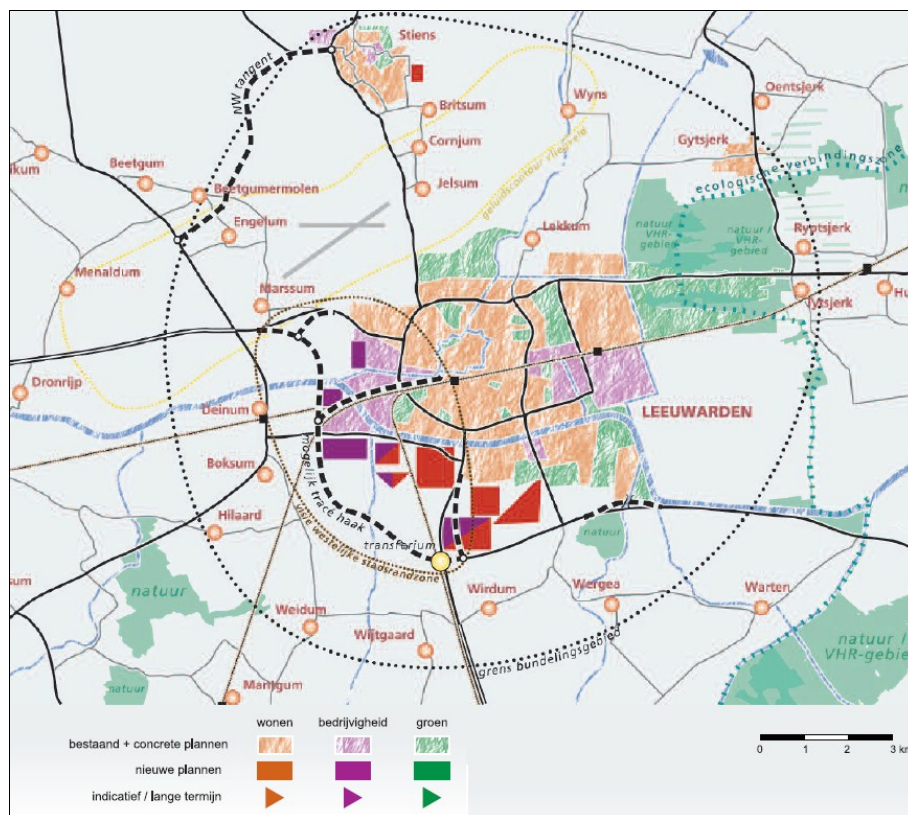 Stiens
NW tangent
Britsum
Wyns
Oentsjerk
Cornjum
Gytsjerk
ikum
Beetgum
Jelsum
geluidscontour vliegveld
ecologische verbindingszone
Beetgumermolen
Engelum
Lekkum
natuur
VHR-
gebied
natuur /
VHR-
gebied
n
Ryptsjerk
Menaldum
Marssum
Jytsjerk
Hu
Dronrijp
Deinum
LEEUWARDEN
Boksum
mogelijk tracé haak
Hilaard
visie westelijke stadsrandzone
transferium
natuur
sum
natuur
Weidum
Wirdum
Wergea
Warten
Wijtgaard
grens bundelingsgebied
natuur /
VHR-gebie
natuur
Mantgum
wonen bedrijvigheid groen
bestaand + concrete plannen
nieuwe plannen
indicatief / lange termijn
0 1 2 3 km